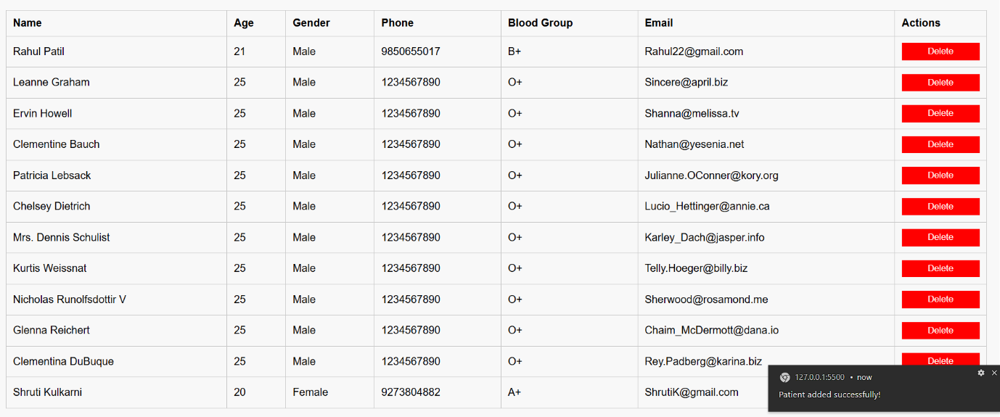 Name Age Gender Phone Blood Group Email Actions
Rahul Patil 21 Male 9850655017 B+ Rahul22@gmail.com Delete
Leanne Graham 25 Male 1234567890 O+ Sincere@april.biz Delete
Ervin Howell 25 Male 1234567890 O+ Shanna@melissa.tv Delete
Clementine Bauch 25 Male 1234567890 O+ Nathan@yesenia.net Delete
Patricia Lebsack 25 Male 1234567890 O+ Julianne.OConner@kory.org Delete
Chelsey Dietrich 25 Male 1234567890 O+ Lucio_Hettinger@annie.ca Delete
Mrs. Dennis Schulist 25 Male 1234567890 O+ Karley_Dach@jasper.info Delete
Kurtis Weissnat 25 Male 1234567890 O+ Telly.Hoeger@billy.biz Delete
Nicholas Runolfsdottir V 25 Male 1234567890 O+ Sherwood@rosamond.me Delete
Glenna Reichert 25 Male 1234567890 O+ Chaim_McDermott@dana.io Delete
Clementina DuBuque 25 Male 1234567890 O+ Rey.Padberg@karina.biz Delete
Shruti Kulkarni 20 Female 9273804882 A+ ShrutiK@gmail.com
127.0.0.1:5500 • now
Patient added successfully!